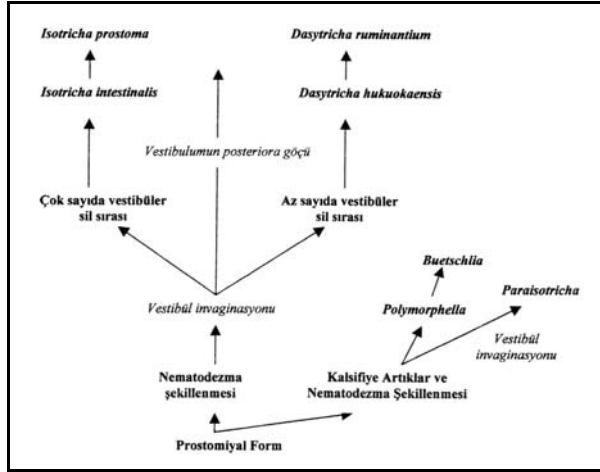 Isotricha prostoma
Dasytricha ruminantium
Isotricha intestinalis
Dasytricha hukuokaensis
Vestibulumun posteriora göçü
Çok sayıda vestibüler
sil sırası
Az sayıda vestibüler
sil sırası
Buetschlia
Paraisotricha
Vestibül invaginasyonu
Polymorphella
Vestibül
invaginasyonu
Nematodezma
şekillenmesi
Kalsifiye Artıklar ve
Nematodezma Şekillenmesi
Prostomiyal Form